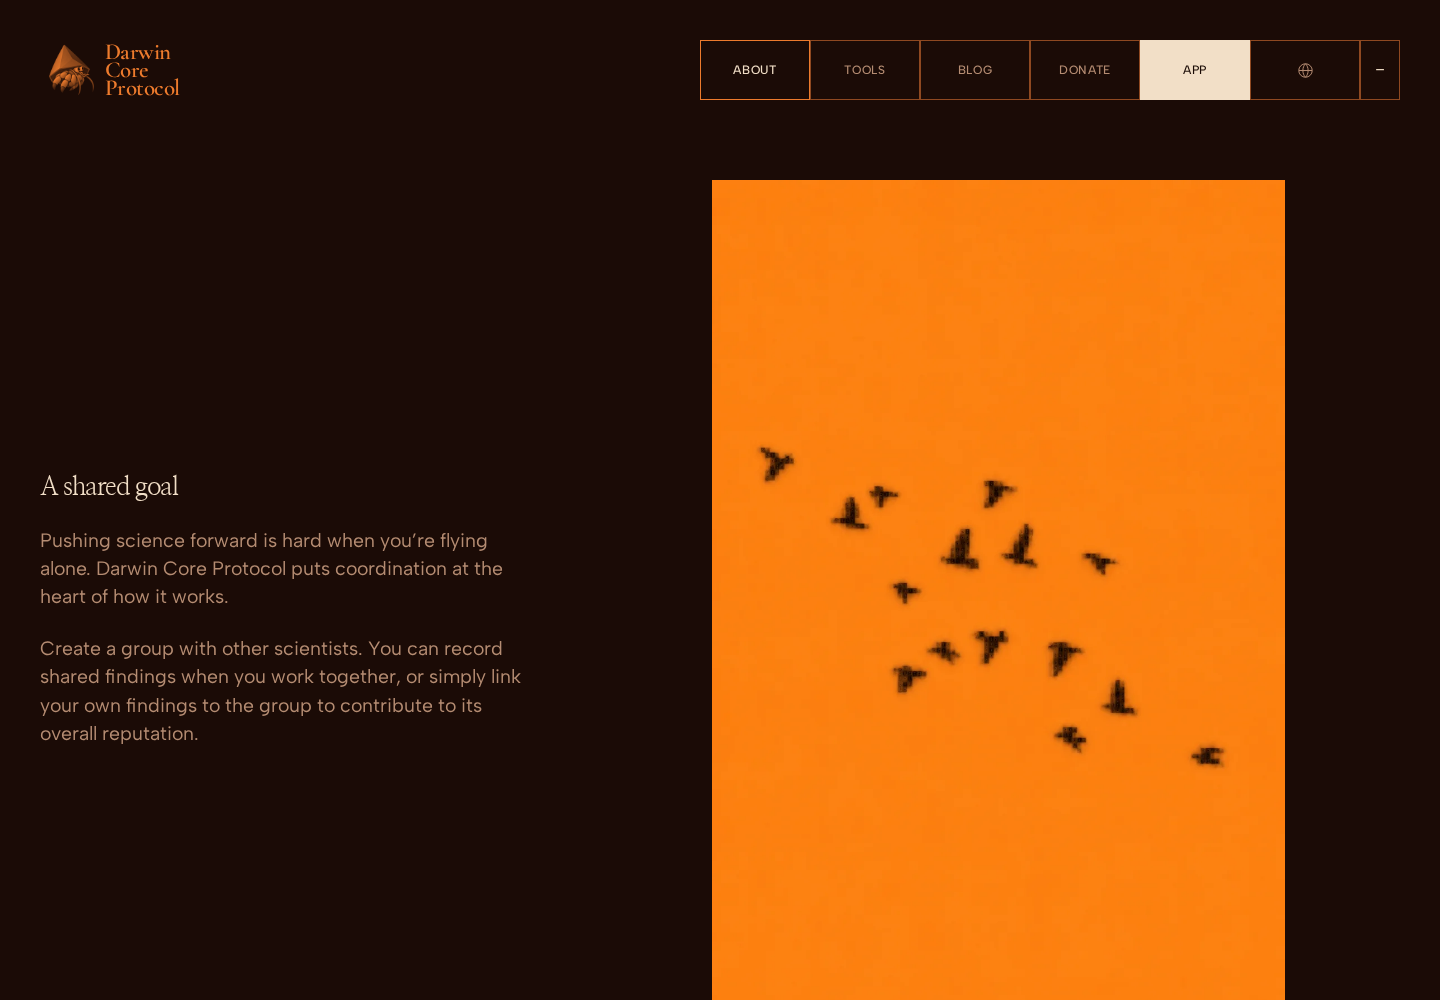 Darwin
Core
Protocol
ABOUT
TOOLS
BLOG
DONATE
APP
–
A shared goal
Pushing science forward is hard when you’re flying
alone. Darwin Core Protocol puts coordination at the
heart of how it works.
Create a group with other scientists. You can record
shared findings when you work together, or simply link
your own findings to the group to contribute to its
overall reputation.